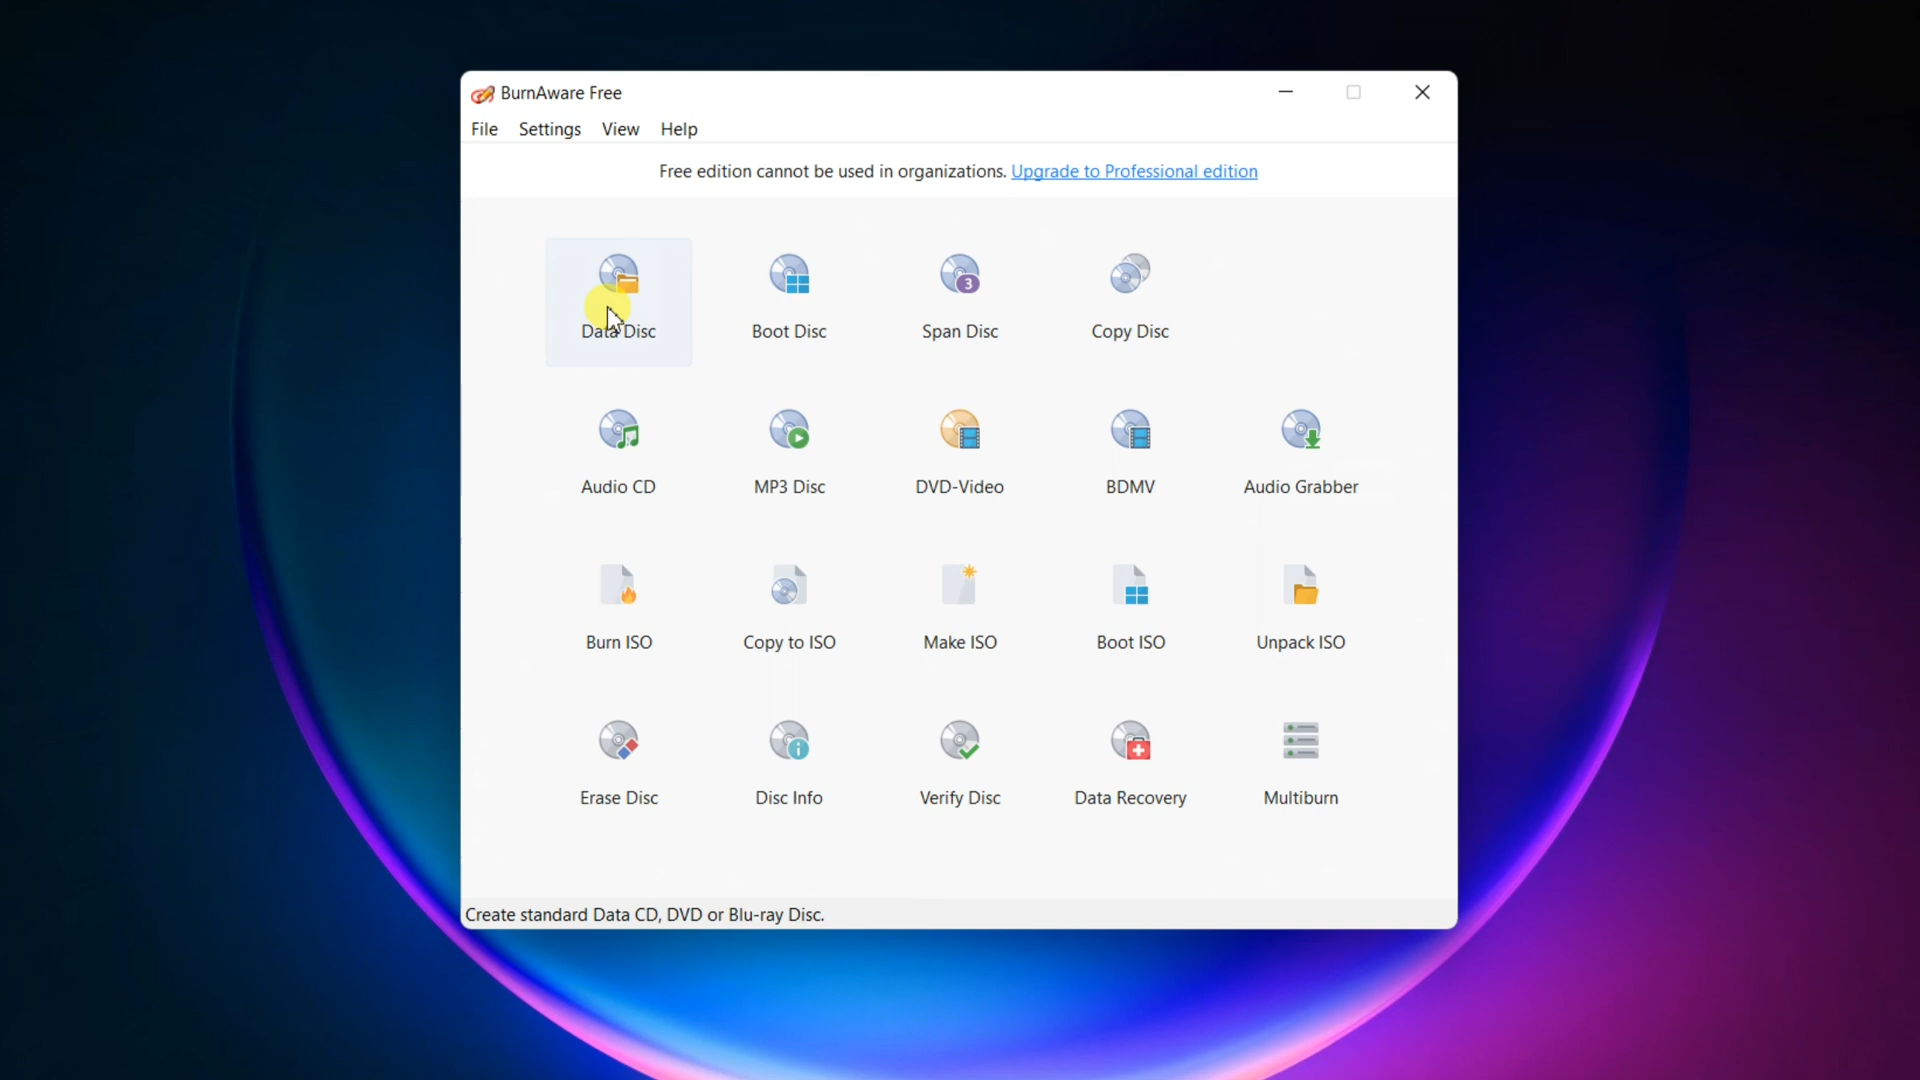 BurnAware Free
File Settings View Help
Free edition cannot be used in organizations. Upgrade to Professional edition
3
Data Disc Boot Disc Span Disc Copy Disc
Audio CD MP3 Disc DVD-Video BDMV Audio Grabber
Burn ISO Copy to ISO Make ISO Boot ISO Unpack ISO
Erase Disc Disc Info Verify Disc Data Recovery Multiburn
Create standard Data CD, DVD or Blu-ray Disc.